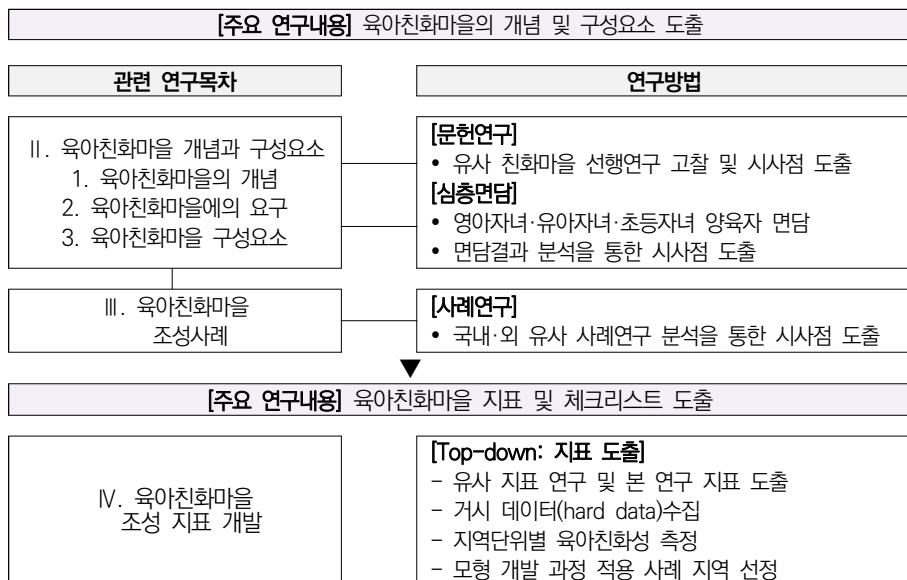 [주요 연구내용] 육아친화마을의 개념 및 구성요소 도출
관련 연구목차
연구방법
Ⅱ. 육아친화마을 개념과 구성요소
1. 육아친화마을의 개념
2. 육아친화마을에의 요구
3. 육아친화마을 구성요소
[문헌연구]
• 유사 친화마을 선행연구 고찰 및 시사점 도출
[심층면담]
• 영아자녀·유아자녀·초등자녀 양육자 면담
• 면담결과 분석을 통한 시사점 도출
Ⅲ. 육아친화마을
조성사례
[사례연구]
• 국내·외 유사 사례연구 분석을 통한 시사점 도출
▼
[주요 연구내용] 육아친화마을 지표 및 체크리스트 도출
Ⅳ. 육아친화마을
조성 지표 개발
[Top-down: 지표 도출]
- 유사 지표 연구 및 본 연구 지표 도출
- 거시 데이터(hard data)수집
- 지역단위별 육아친화성 측정
- 모형 개발 과정 적용 사례 지역 선정